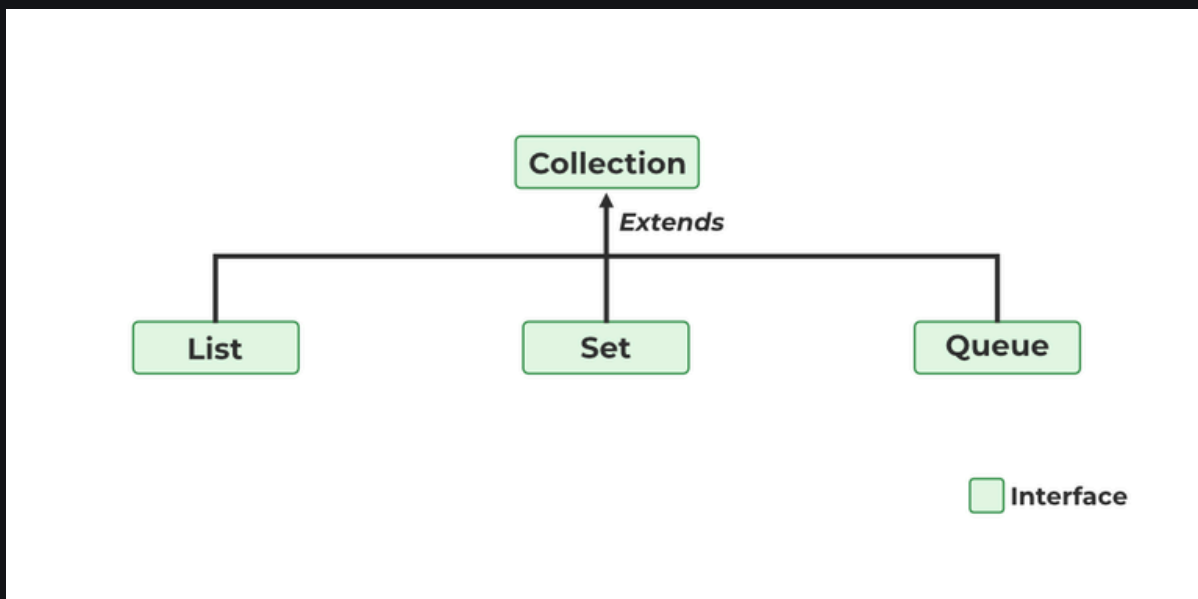 Collection
Extends
List
Set
Queue
Interface